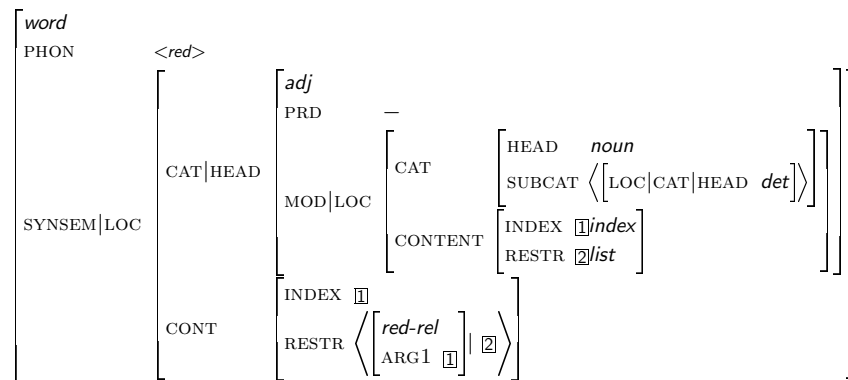 word
PHON <red>
adj
PRD –
HEAD noun
CAT
SUBCAT ⟨[LOC|CAT|HEAD det]⟩
CAT|HEAD
MOD|LOC
SYNSEM|LOC
INDEX 1 index
CONTENT
RESTR 2 list
INDEX 1
CONT
red-rel
RESTR ⟨[ARG1 1] | 2⟩